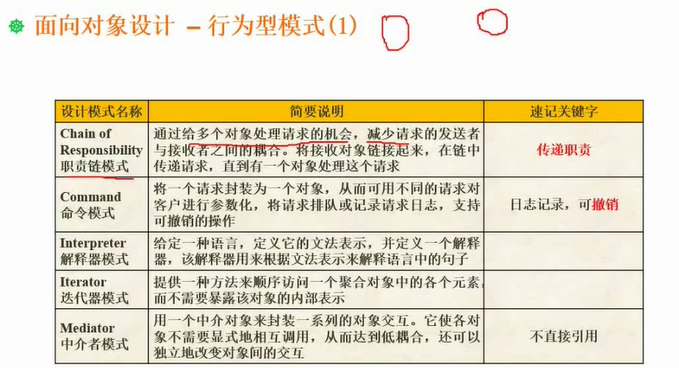 面向对象设计 – 行为型模式(1)
设计模式名称 简要说明 速记关键字
Chain of
Responsibility
职责链模式
通过给多个对象处理请求的机会，减少请求的发送者
与接收者之间的耦合。将接收对象链接起来，在链中
传递请求，直到有一个对象处理这个请求
传递职责
Command
命令模式
将一个请求封装为一个对象，从而可用不同的请求对
客户进行参数化，将请求排队或记录请求日志，支持
可撤销的操作
日志记录，可撤销
Interpreter
解释器模式
给定一种语言，定义它的文法表示，并定义一个解释
器，该解释器用来根据文法表示来解释语言中的句子
Iterator
迭代器模式
提供一种方法来顺序访问一个聚合对象中的各个元素，
而不需要暴露该对象的内部表示
Mediator
中介者模式
用一个中介对象来封装一系列的对象交互。它使各对
象不需要显式地相互调用，从而达到低耦合，还可以
独立地改变对象间的交互
不直接引用